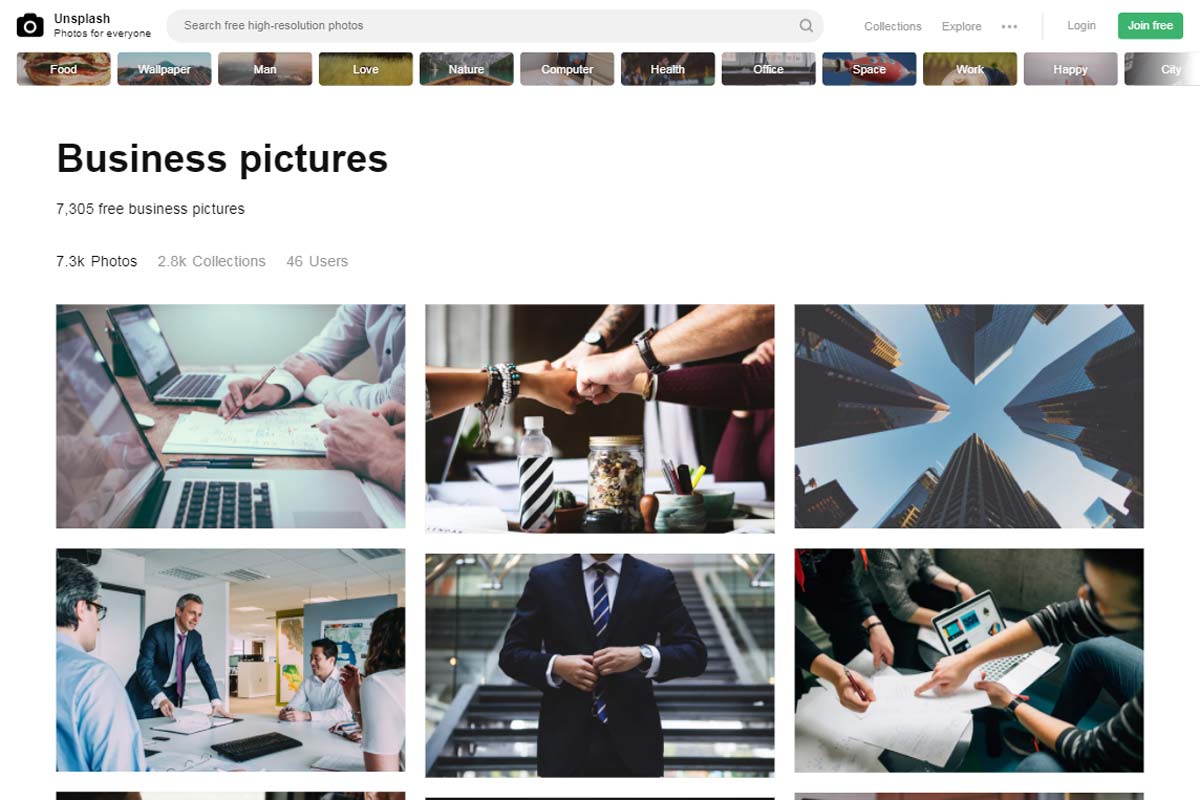 Unsplash
Photos for everyone
Search free high-resolution photos
Collections Explore Login Join free
Food Wallpaper Man Love Nature Computer Health Office Space Work Happy City
Business pictures
7,305 free business pictures
7.3k Photos 2.8k Collections 46 Users